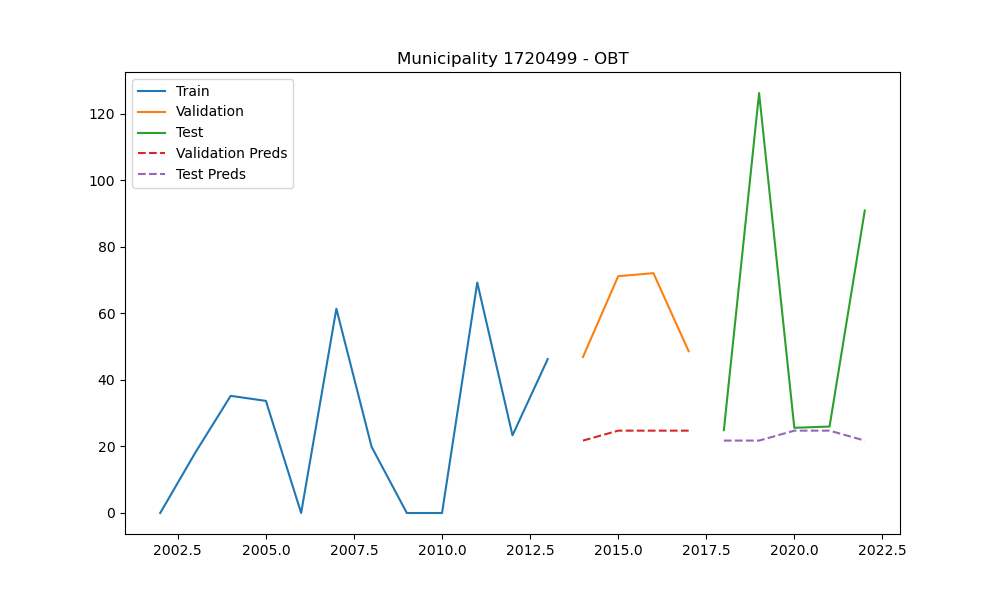 Municipality 1720499 - OBT
Train
Validation
Test
Validation Preds
Test Preds
120
100
80
60
40
20
0
2002.5 2005.0 2007.5 2010.0 2012.5 2015.0 2017.5 2020.0 2022.5